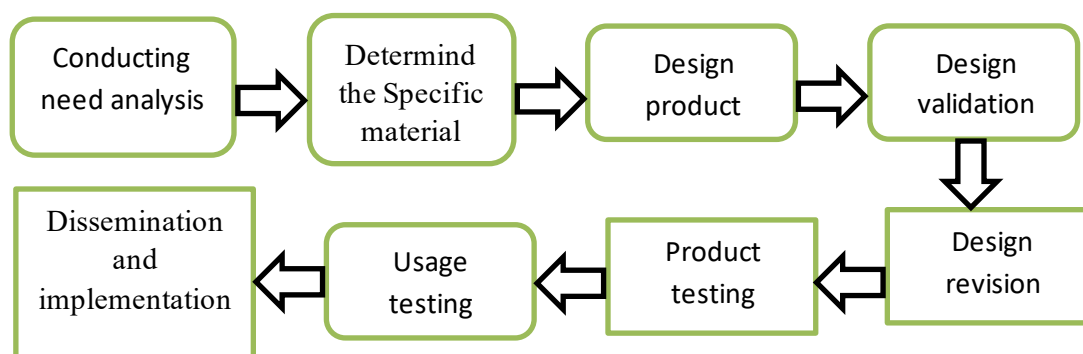 Conducting
need analysis
Determind
the Specific
material
Design
product
Design
validation
Design
revision
Product
testing
Usage
testing
Dissemination
and
implementation